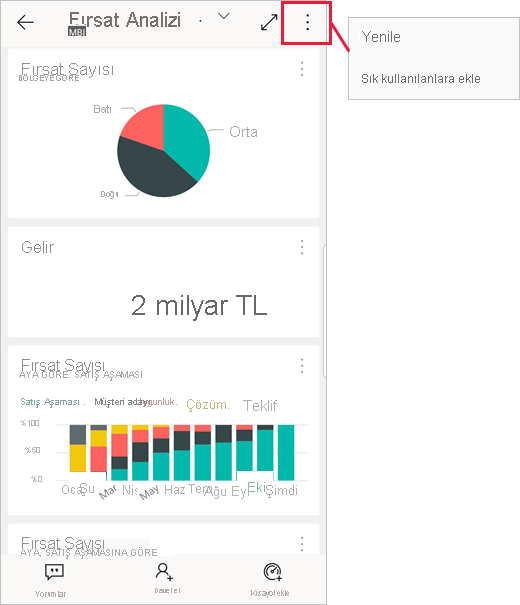 Fırsat Analizi
MBI
Yenile
Sık kullanılanlara ekle
Fırsat Sayısı
BÖLGEYE GÖRE
Batı
Orta
Doğu
Gelir
2 milyar TL
Fırsat Sayısı
AYA GÖRE. SATIŞ AŞAMASI
Satış Aşaması . Müşteri adayı unluk. Çözüm. Teklif
%100
%50
%0
Oca Şu Mar Nis May Haz Tem Ağu Eyl Eki Şimdi
Fırsat Sayısı
AYA, SATIŞ AŞAMASINA GÖRE
Yorumlar
Davet et
Kısayol ekle